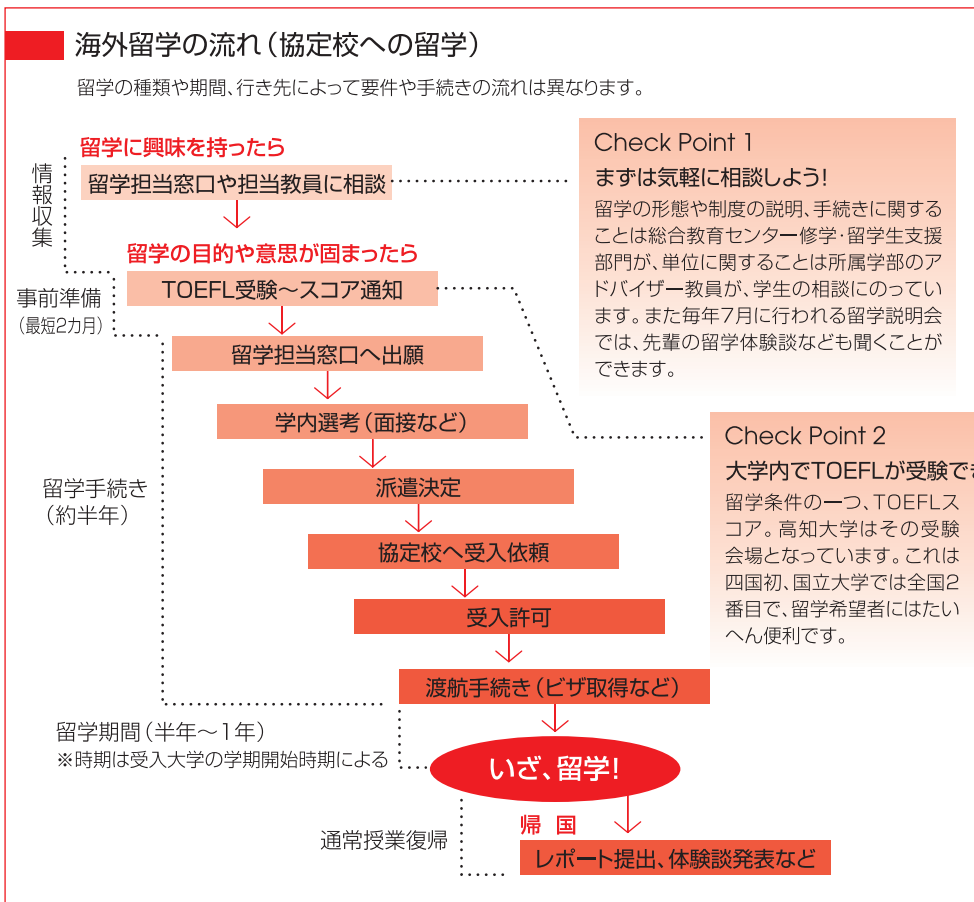 海外留学の流れ（協定校への留学）
留学の種類や期間、行き先によって要件や手続きの流れは異なります。
留学に興味を持ったら
留学担当窓口や担当教員に相談
情報収集
留学の目的や意思が固まったら
TOEFL受験～スコア通知
事前準備
（最短2カ月）
留学担当窓口へ出願
学内選考（面接など）
派遣決定
留学手続き
（約半年）
協定校へ受入依頼
受入許可
渡航手続き（ビザ取得など）
留学期間（半年～1年）
※時期は受入大学の学期開始時期による
いざ、留学！
帰 国
通常授業復帰
レポート提出、体験談発表など
Check Point 1
まずは気軽に相談しよう！
留学の形態や制度の説明、手続きに関する
ことは総合教育センター修学・留学生支援
部門が、単位に関することは所属学部のア
ドバイザー教員が、学生の相談にのってい
ます。また毎年7月に行われる留学説明会
では、先輩の留学体験談なども聞くことが
できます。
Check Point 2
大学内でTOEFLが受験でき
留学条件の一つ、TOEFLス
コア。高知大学はその受験
会場となっています。これは
四国初、国立大学では全国2
番目で、留学希望者にはたい
へん便利です。